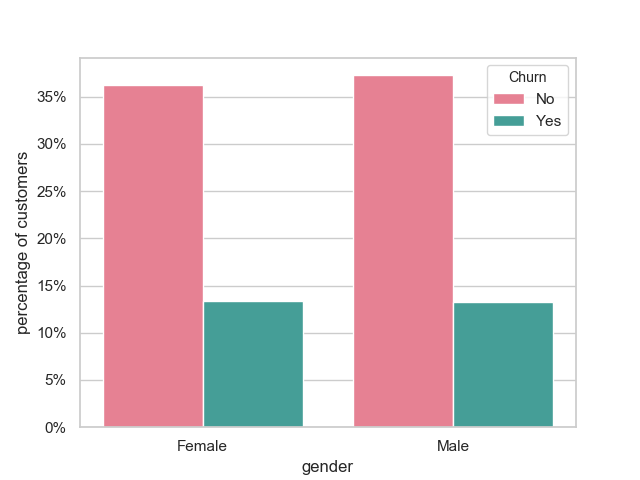 Churn
No
Yes
percentage of customers
35%
30%
25%
20%
15%
10%
5%
0%
Female Male
gender